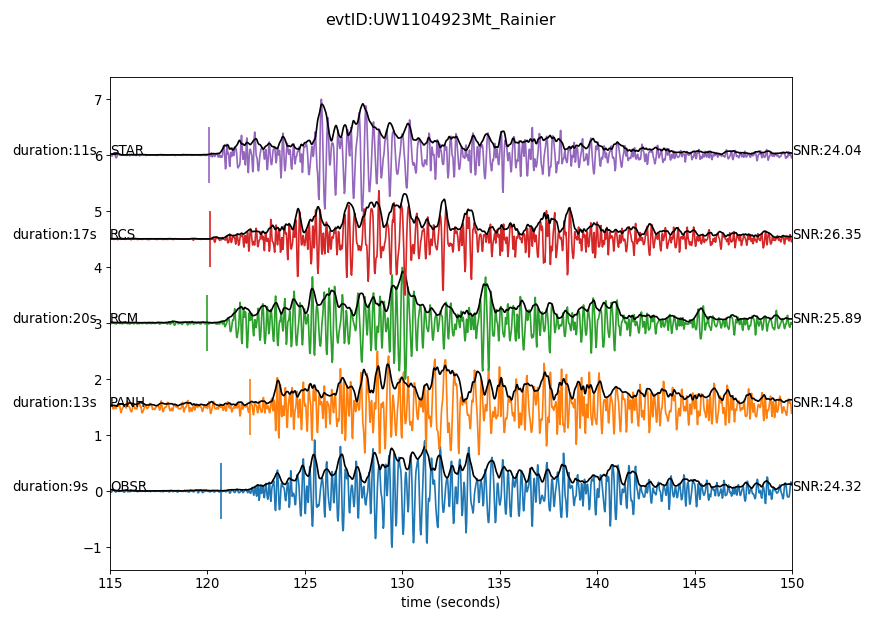 evtID:UW1104923Mt_Rainier
7
duration:11s 6 STAR SNR:24.04
5
duration:17s RCS SNR:26.35
4
duration:20s 3 RCM SNR:25.89
2
duration:13s PANH SNR:14.8
1
duration:9s 0 OBSR SNR:24.32
−1
115 120 125 130 135 140 145 150
time (seconds)